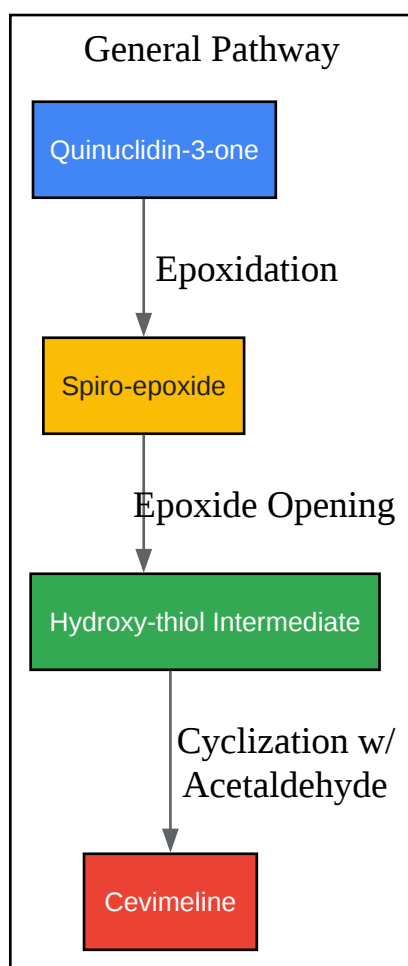 General Pathway
Quinuclidin-3-one
Epoxidation
Spiro-epoxide
Epoxide Opening
Hydroxy-thiol Intermediate
Cyclization w/
Acetaldehyde
Cevimeline